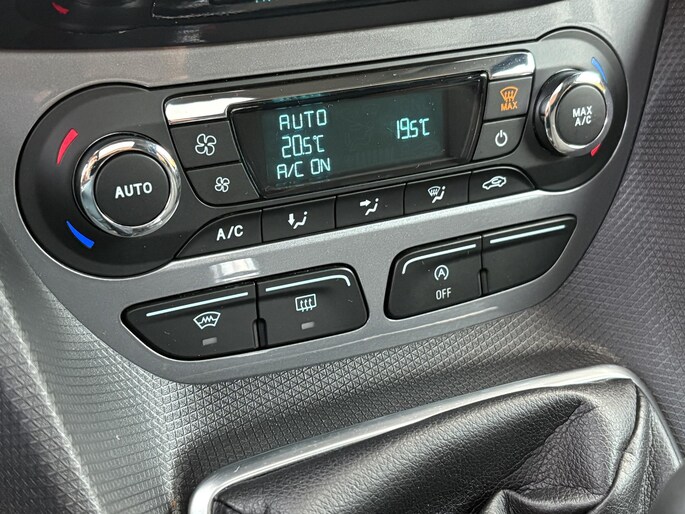 AUTO
20.5°C
19.5°C
A/C ON
MAX
MAX
A/C
AUTO
A/C
A
OFF